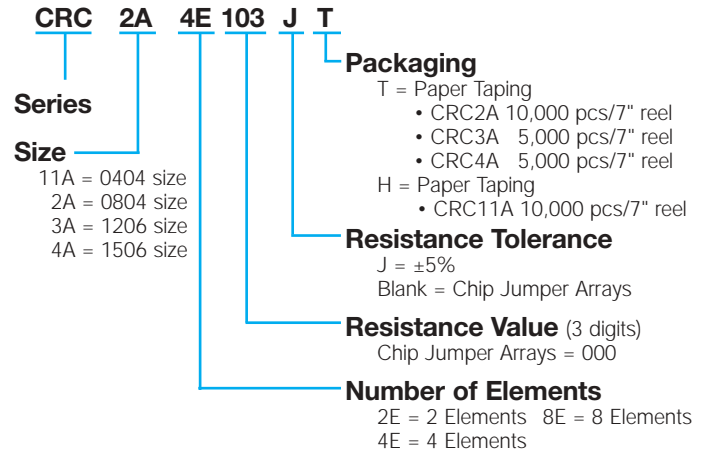 CRC 2A 4E 103 J T
Packaging
T = Paper Taping
• CRC2A 10,000 pcs/7" reel
• CRC3A 5,000 pcs/7" reel
• CRC4A 5,000 pcs/7" reel
H = Paper Taping
• CRC11A 10,000 pcs/7" reel
Series
Size
11A = 0404 size
2A = 0804 size
3A = 1206 size
4A = 1506 size
Resistance Tolerance
J = ±5%
Blank = Chip Jumper Arrays
Resistance Value (3 digits)
Chip Jumper Arrays = 000
Number of Elements
2E = 2 Elements 8E = 8 Elements
4E = 4 Elements